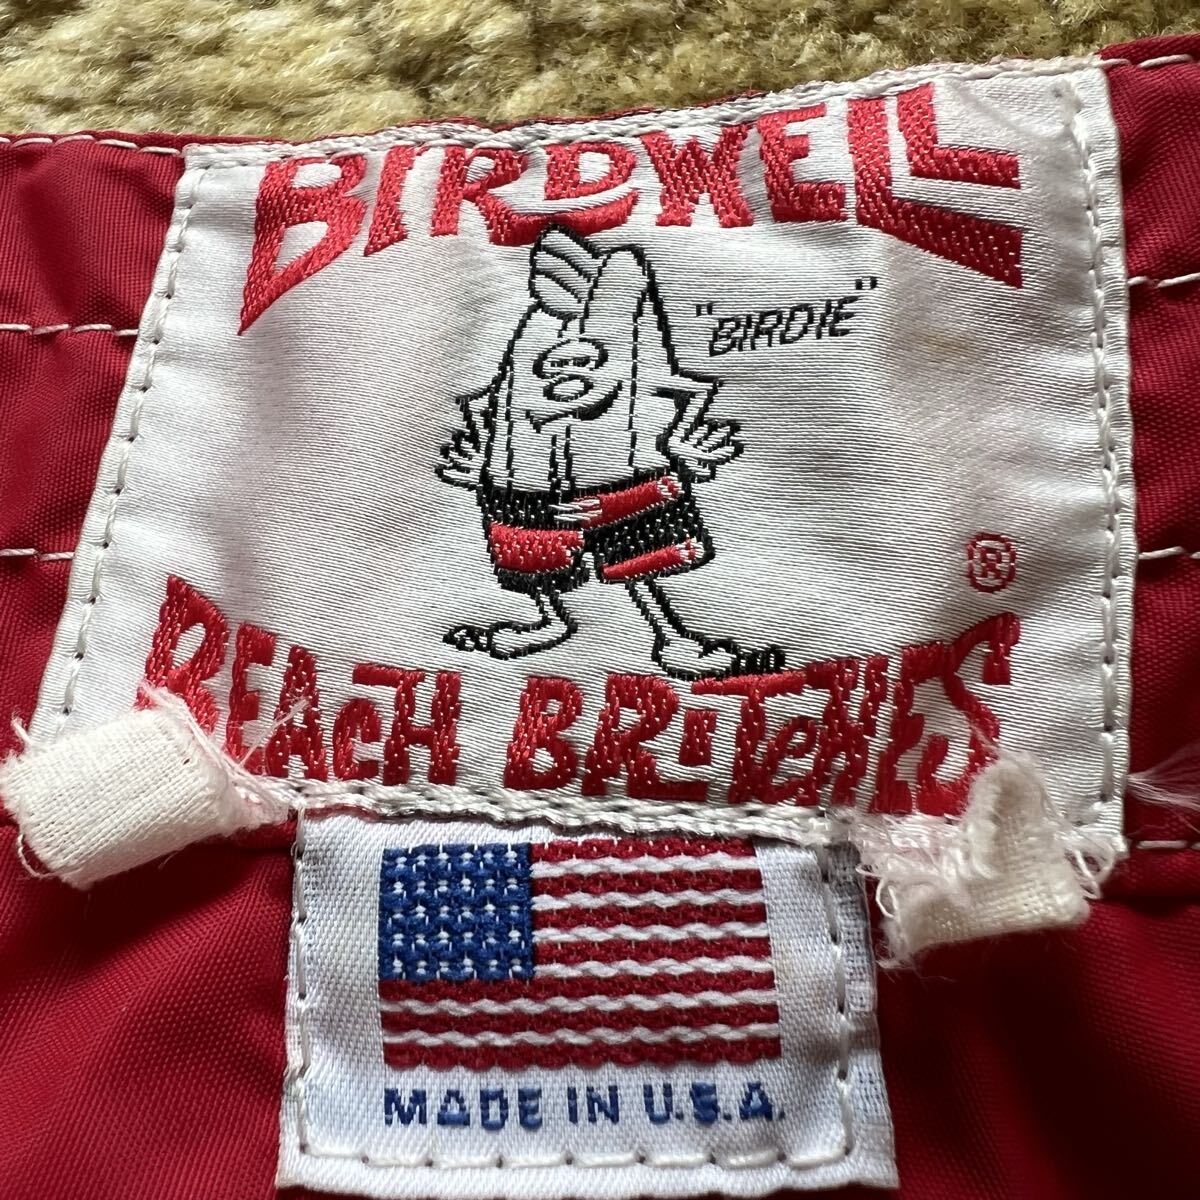 BIRDWELL
"BIRDIE"
®
BEACH BRITCHES
MADE IN U.S.A.